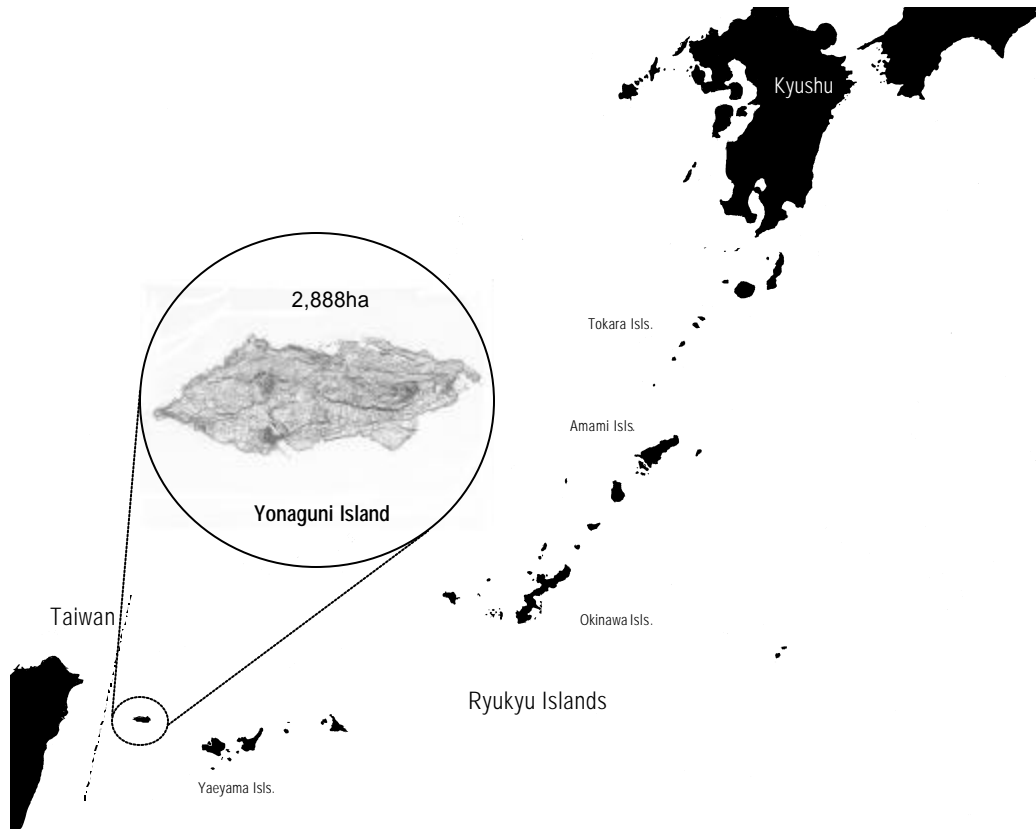 Kyushu
2,888ha
Tokara Isls.
Amami Isls.
Yonaguni Island
Taiwan
Okinawa Isls.
Ryukyu Islands
Yaeyama Isls.